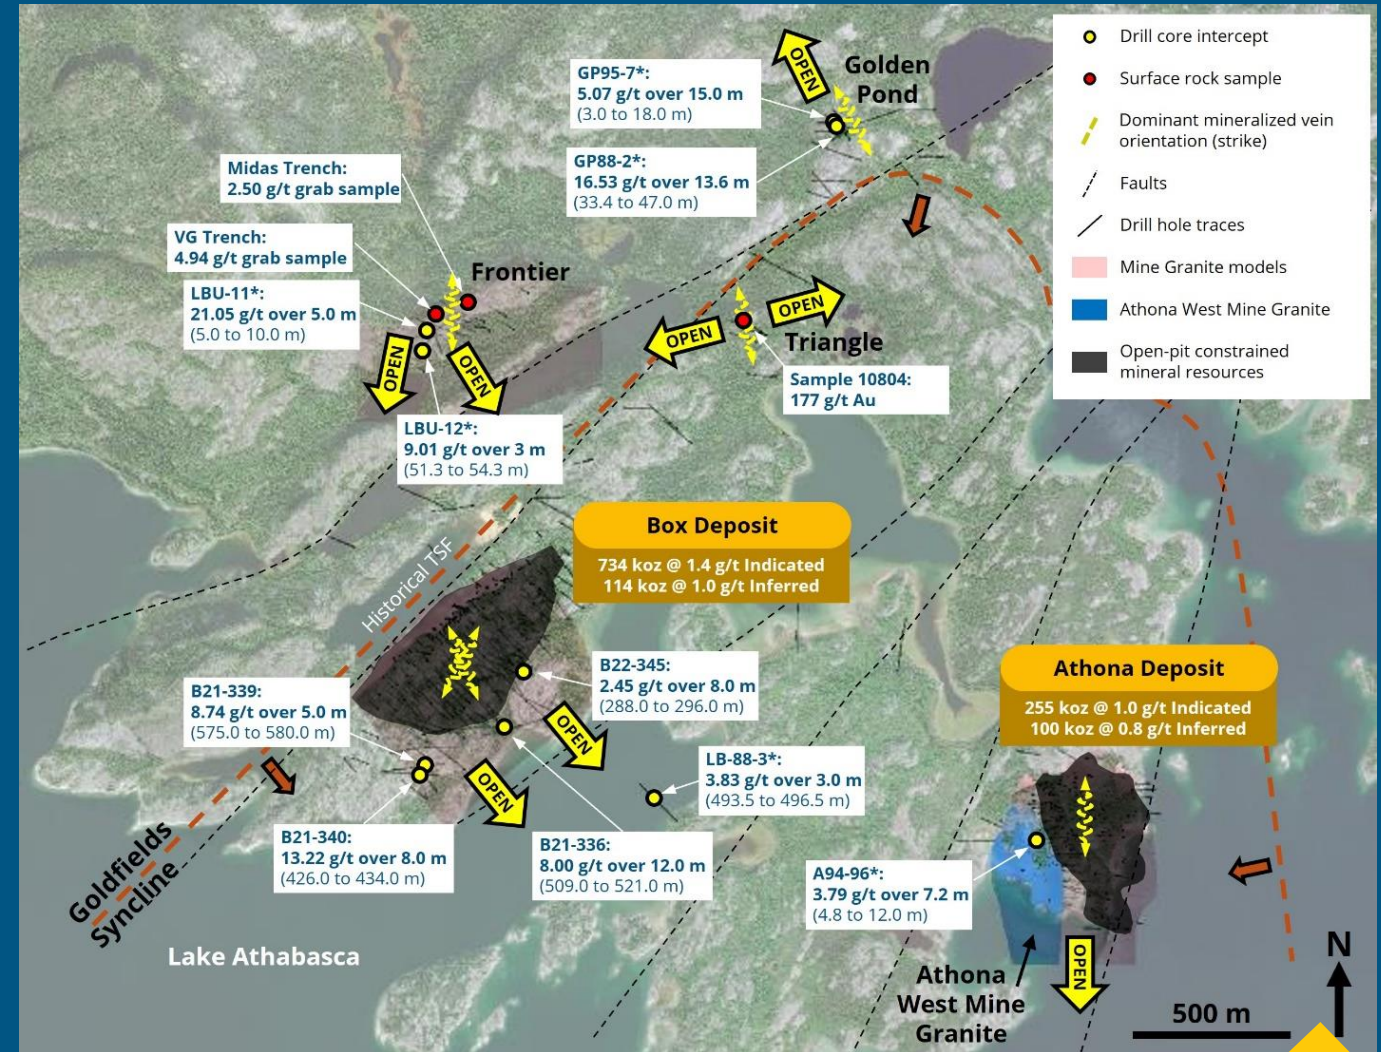 GP95-7*:
5.07 g/t over 15.0 m
(3.0 to 18.0 m)
OPEN
Golden
Pond
GP88-2*:
16.53 g/t over 13.6 m
(33.4 to 47.0 m)
Drill core intercept
Surface rock sample
Dominant mineralized vein
orientation (strike)
Faults
Drill hole traces
Mine Granite models
Athona West Mine Granite
Open-pit constrained
mineral resources
Midas Trench:
2.50 g/t grab sample
VG Trench:
4.94 g/t grab sample
Frontier
LBU-11*:
21.05 g/t over 5.0 m
(5.0 to 10.0 m)
OPEN
OPEN
LBU-12*:
9.01 g/t over 3 m
(51.3 to 54.3 m)
OPEN
OPEN
Triangle
Sample 10804:
177 g/t Au
Box Deposit
734 koz @ 1.4 g/t Indicated
114 koz @ 1.0 g/t Inferred
Historical TSF
B22-345:
2.45 g/t over 8.0 m
(288.0 to 296.0 m)
B21-339:
8.74 g/t over 5.0 m
(575.0 to 580.0 m)
OPEN
OPEN
LB-88-3*:
3.83 g/t over 3.0 m
(493.5 to 496.5 m)
B21-340:
13.22 g/t over 8.0 m
(426.0 to 434.0 m)
B21-336:
8.00 g/t over 12.0 m
(509.0 to 521.0 m)
Goldfields
Syncline
Lake Athabasca
Athona Deposit
255 koz @ 1.0 g/t Indicated
100 koz @ 0.8 g/t Inferred
A94-96*:
3.79 g/t over 7.2 m
(4.8 to 12.0 m)
OPEN
Athona
West Mine
Granite
N
500 m